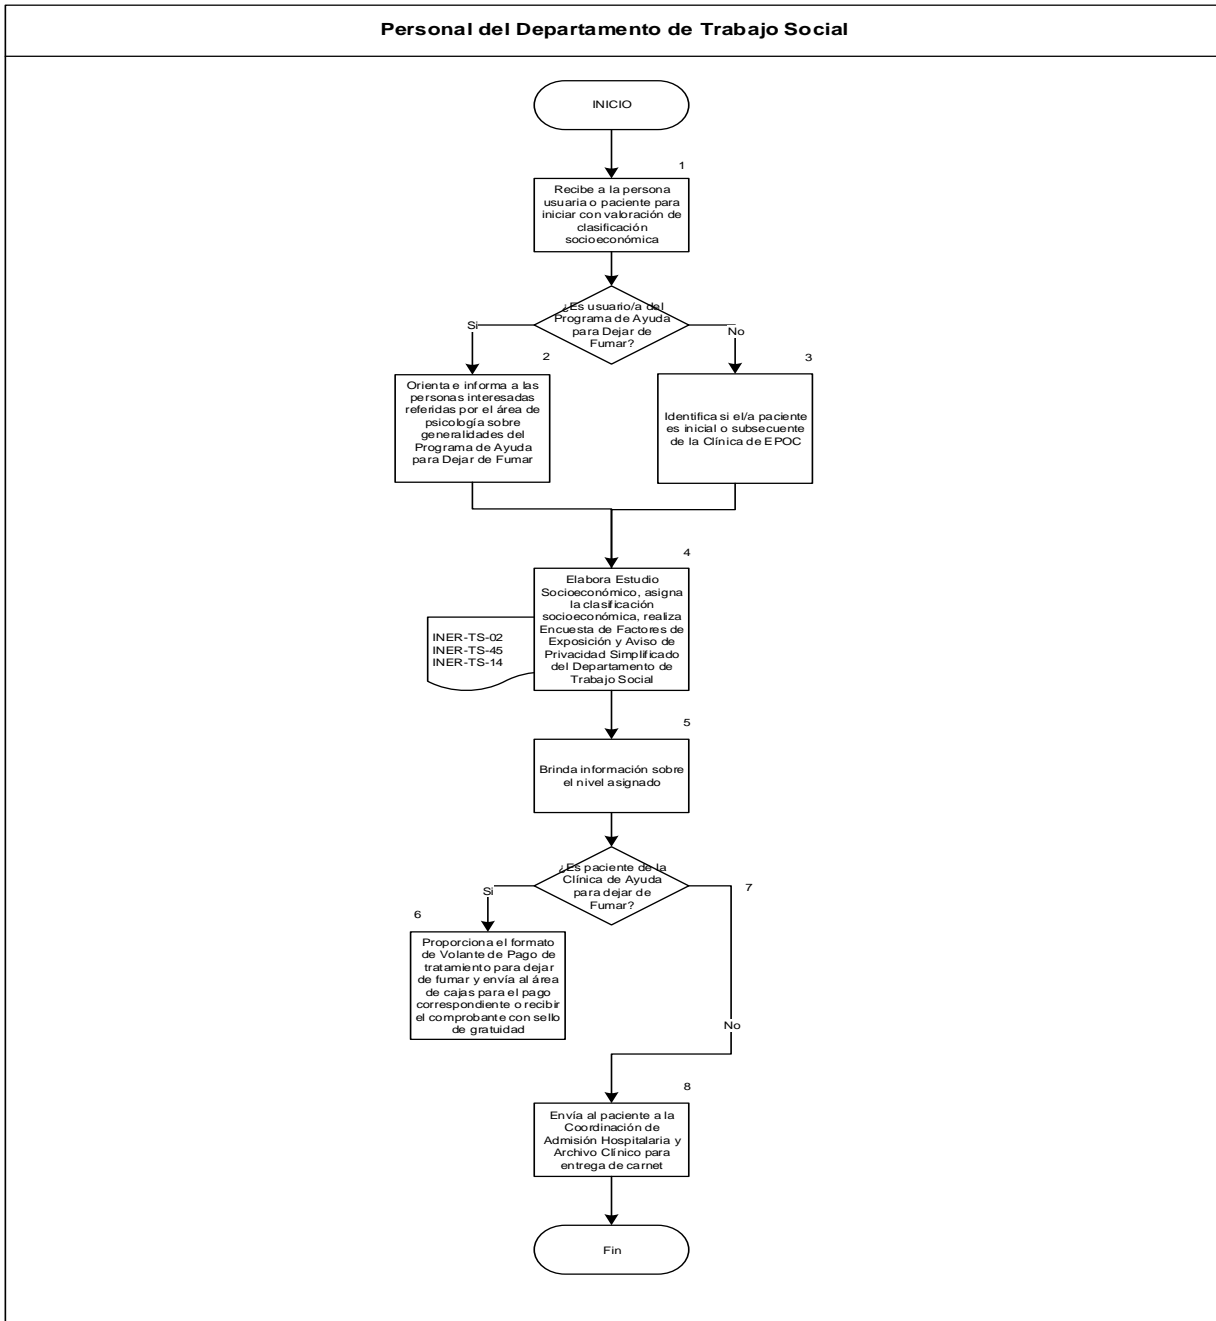 Personal del Departamento de Trabajo Social
INICIO
1
Recibe a la persona
usuaria o paciente para
iniciar con valoración de
clasificación
socioeconómica
¿Es usuario/a del
Programa de Ayuda
para Dejar de
Fumar?
Si
No
2
Orienta e informa a las
personas interesadas
referidas por el área de
psicología sobre
generalidades del
Programa de Ayuda
para Dejar de Fumar
3
Identifica si el/a paciente
es inicial o subsecuente
de la Clínica de EPOC
4
Elabora Estudio
Socioeconómico, asigna
la clasificación
socioeconómica, realiza
Encuesta de Factores de
Exposición y Aviso de
Privacidad Simplificado
del Departamento de
Trabajo Social
INER-TS-02
INER-TS-45
INER-TS-14
5
Brinda información sobre
el nivel asignado
¿Es paciente de la
Clínica de Ayuda
para dejar de
Fumar?
Si
7
6
Proporciona el formato
de Volante de Pago de
tratamiento para dejar
de fumar y envía al área
de cajas para el pago
correspondiente o recibir
el comprobante con sello
de gratuidad
No
8
Envía al paciente a la
Coordinación de
Admisión Hospitalaria y
Archivo Clínico para
entrega de carnet
Fin